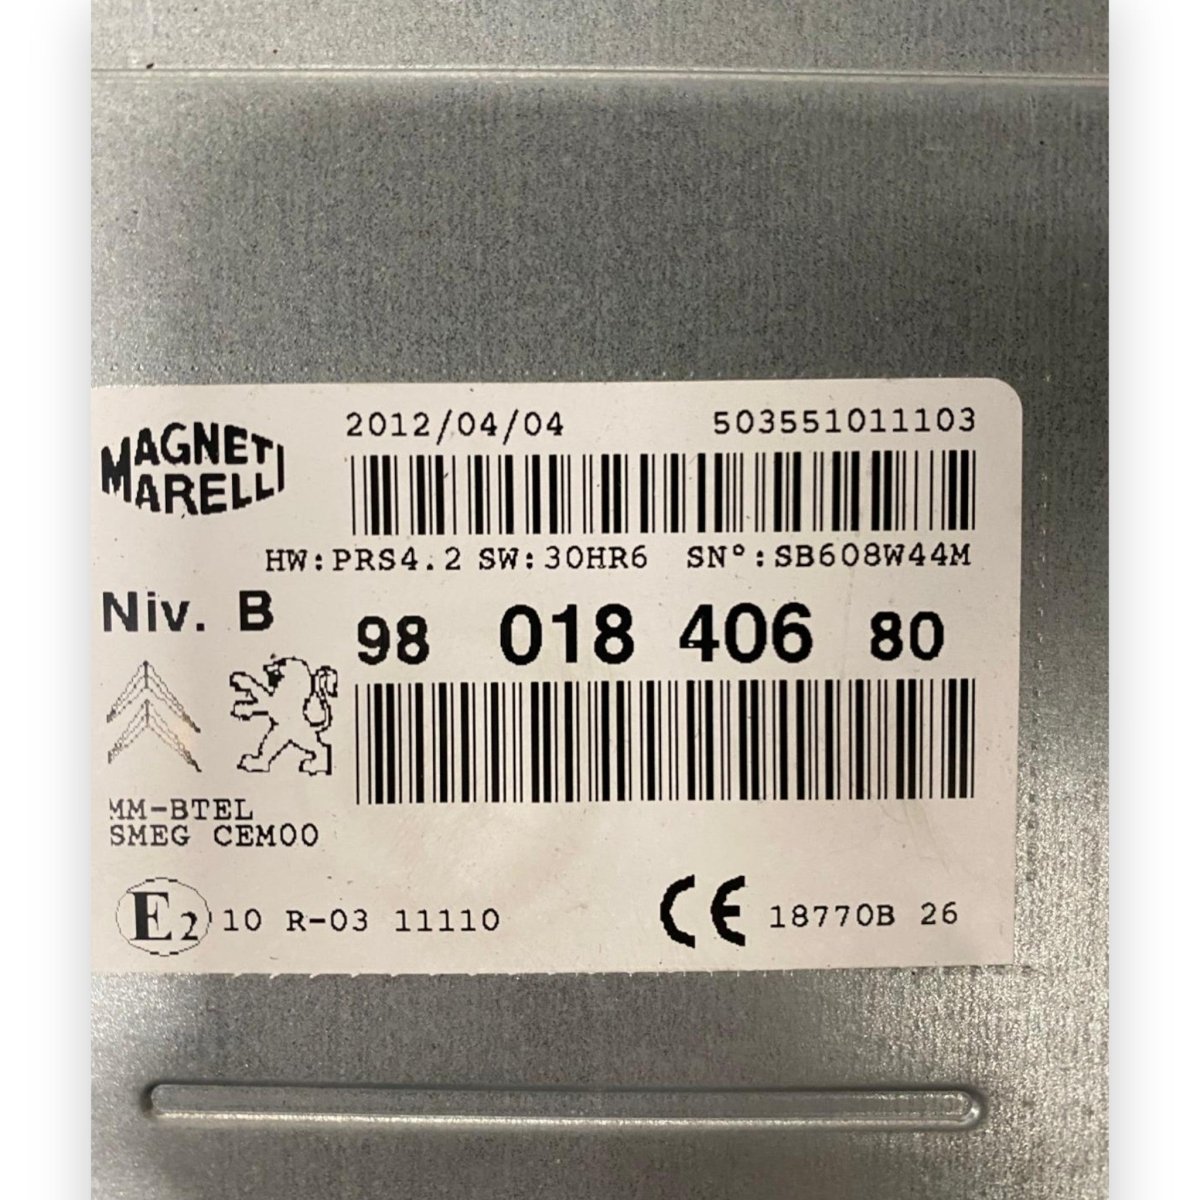 2012/04/04 503551011103
MAGNETI
MARELLI
HW:PRS4.2 SW:30HR6 SN°:SB608W44M
Niv. B
98 018 406 80
MM-BTEL
SMEG CEM00
E2 10 R-03 11110 CE 18770B 26